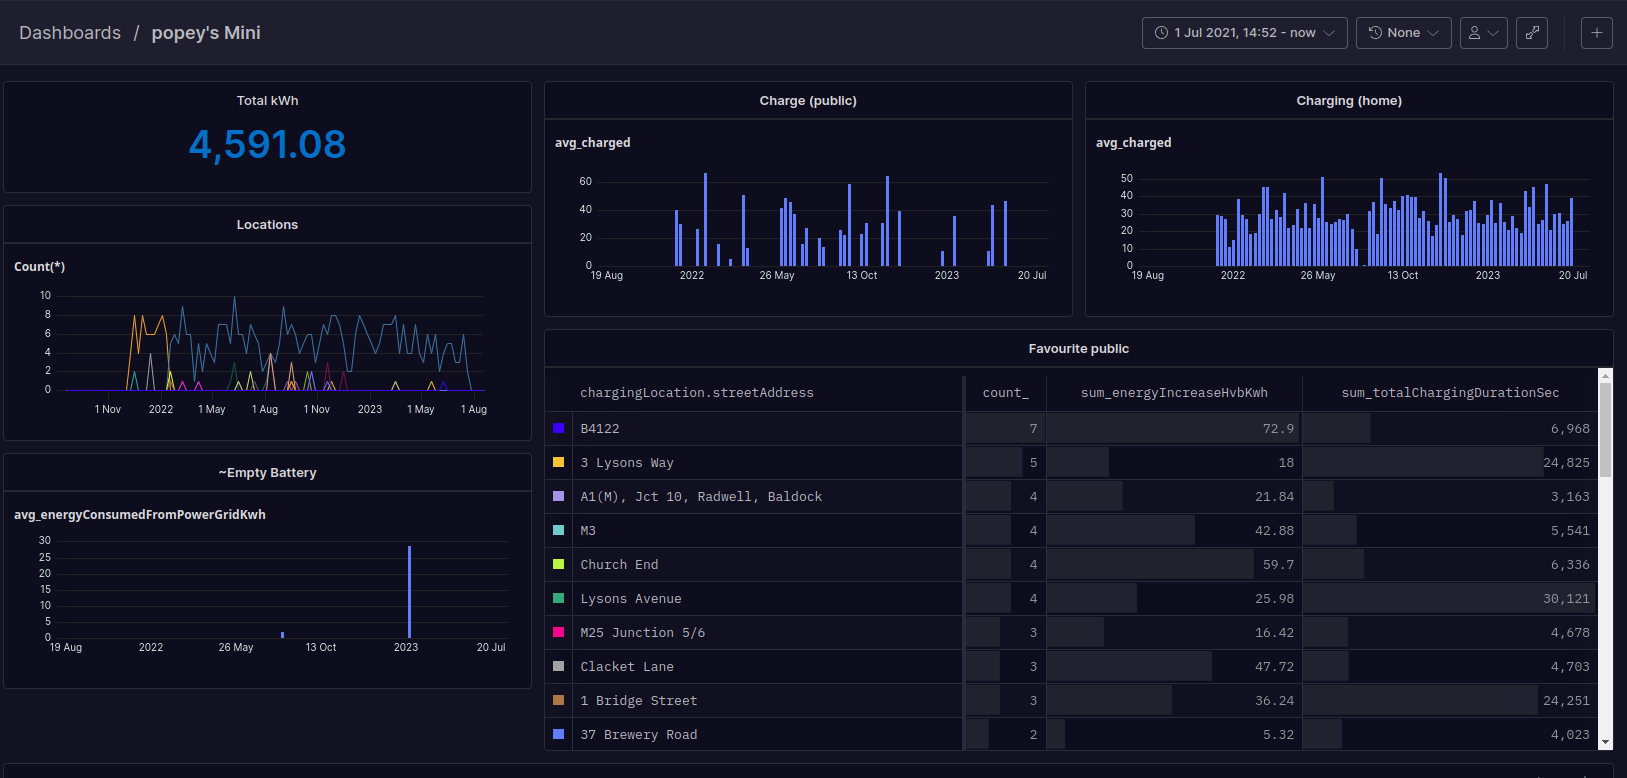 Dashboards / popey's Mini
1 Jul 2021, 14:52 - now
None
Total kWh
4,591.08
Locations
Count(*)
10
8
6
4
2
0
1 Nov 2022 1 May 1 Aug 1 Nov 2023 1 May 1 Aug
~Empty Battery
avg_energyConsumedFromPowerGridKwh
30
25
20
15
10
5
0
19 Aug 2022 26 May 13 Oct 2023 20 Jul
Charge (public)
avg_charged
60
40
20
0
19 Aug 2022 26 May 13 Oct 2023 20 Jul
Charging (home)
avg_charged
50
40
30
20
10
0
19 Aug 2022 26 May 13 Oct 2023 20 Jul
Favourite public
chargingLocation.streetAddress count_ sum_energyIncreaseHvbKwh sum_totalChargingDurationSec
B4122 7 72.9 6,968
3 Lysons Way 5 18 24,825
A1(M), Jct 10, Radwell, Baldock 4 21.84 3,163
M3 4 42.88 5,541
Church End 4 59.7 6,336
Lysons Avenue 4 25.98 30,121
M25 Junction 5/6 3 16.42 4,678
Clacket Lane 3 47.72 4,703
1 Bridge Street 3 36.24 24,251
37 Brewery Road 2 5.32 4,023